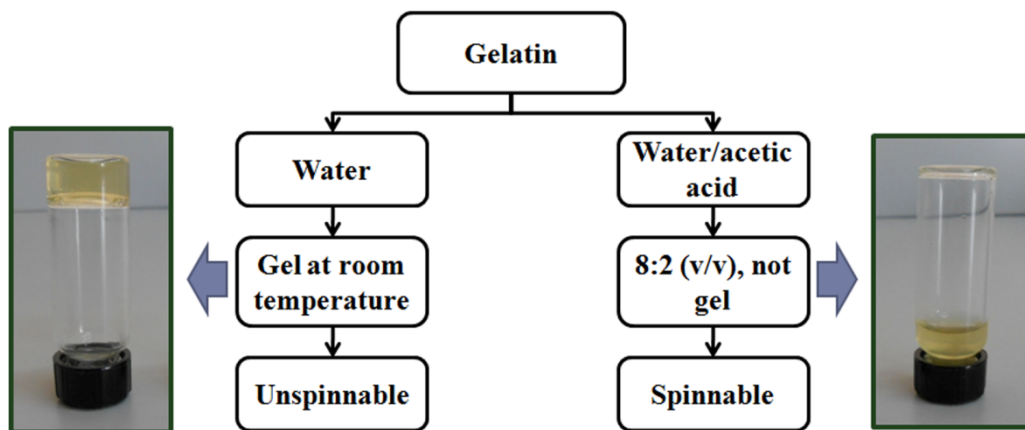 Gelatin
Water
Water/acetic
acid
Gel at room
temperature
8:2 (v/v), not
gel
Unspinnable
Spinnable